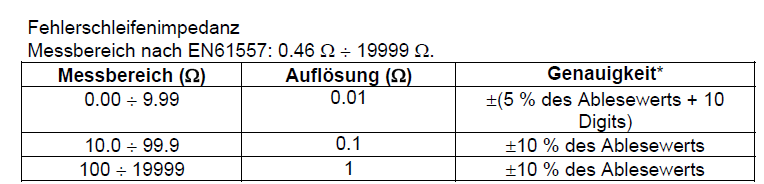 Fehlerschleifenimpedanz
Messbereich nach EN61557: 0.46 Ω ÷ 19999 Ω.
Messbereich (Ω) Auflösung (Ω) Genauigkeit*
0.00 ÷ 9.99 0.01 ±(5 % des Ablesewerts + 10
Digits)
10.0 ÷ 99.9 0.1 ±10 % des Ablesewerts
100 ÷ 19999 1 ±10 % des Ablesewerts